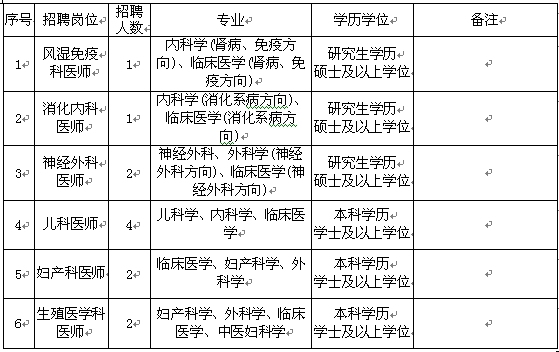 序号 招聘岗位 招聘人数 专业 学历学位 备注
1 风湿免疫科医师 1 内科学(肾病、免疫方向)、临床医学(肾病、免疫方向) 研究生学历 硕士及以上学位
2 消化内科医师 1 内科学(消化系病方向)、临床医学(消化系病方向) 研究生学历 硕士及以上学位
3 神经外科医师 2 神经外科、外科学(神经外科方向)、临床医学(神经外科方向) 研究生学历 硕士及以上学位
4 儿科医师 4 儿科学、内科学、临床医学 本科学历 学士及以上学位
5 妇产科医师 2 临床医学、妇产科学、外科学 本科学历 学士及以上学位
6 生殖医学科医师 2 妇产科学、外科学、临床医学、中医妇科学 本科学历 学士及以上学位